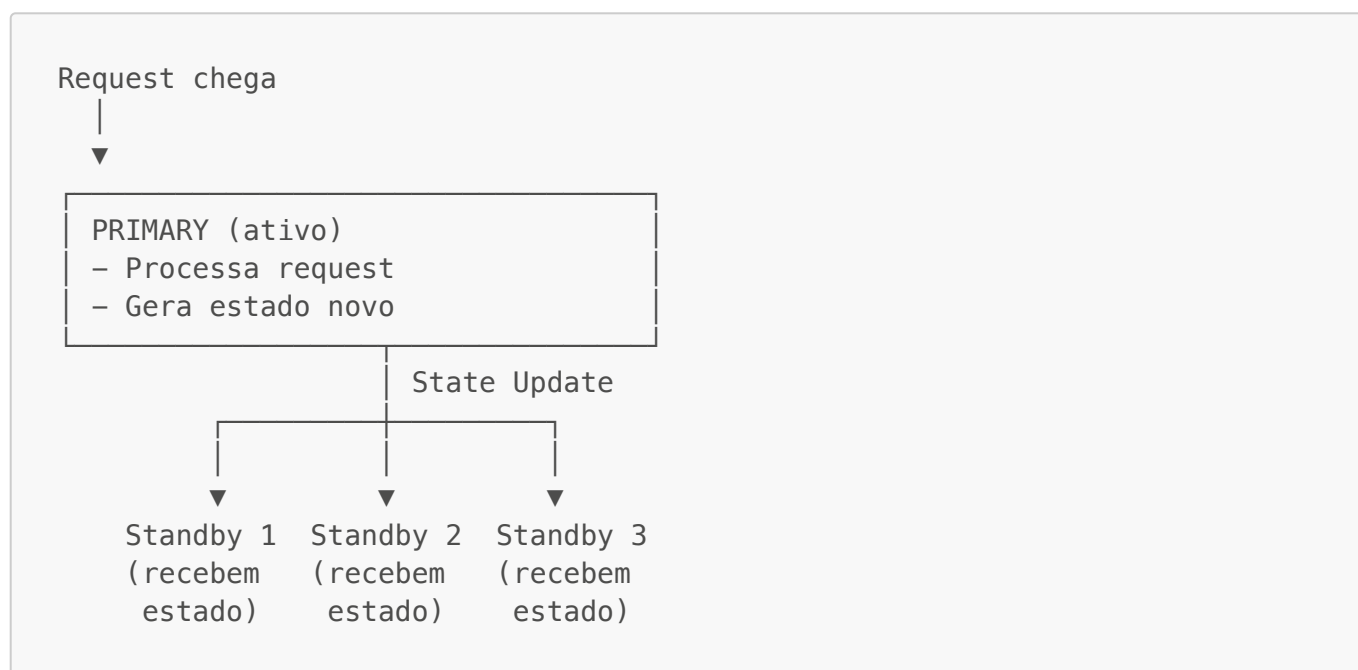 Request chega
PRIMARY (ativo)
– Processa request
– Gera estado novo
State Update
Standby 1 Standby 2 Standby 3
(recebem (recebem (recebem
estado) estado) estado)